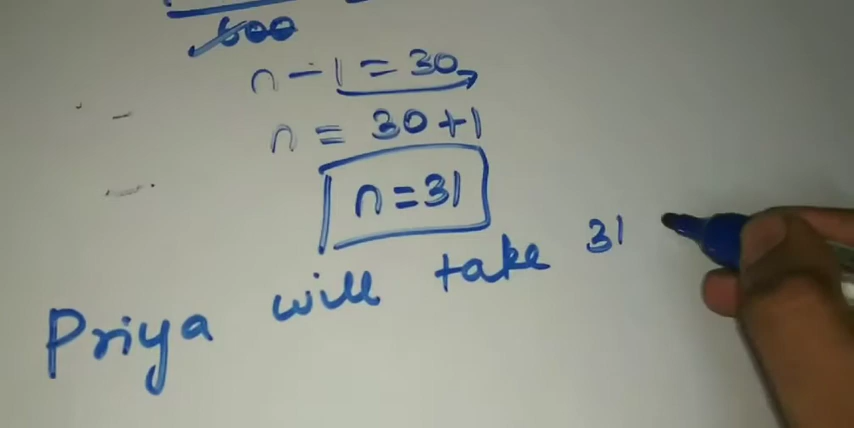 600
n - 1 = 30
n = 30 + 1
n = 31
Priya will take 31